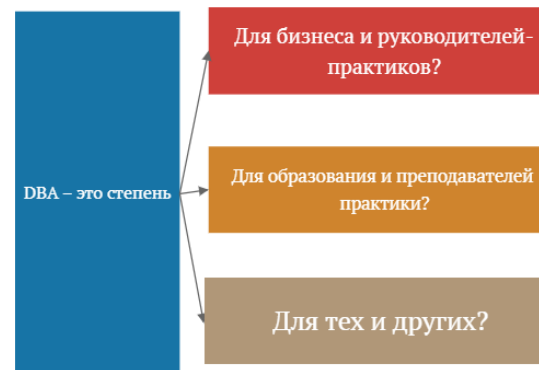 DBA – это степень
Для бизнеса и руководителей-
практиков?
Для образования и преподавателей
практики?
Для тех и других?